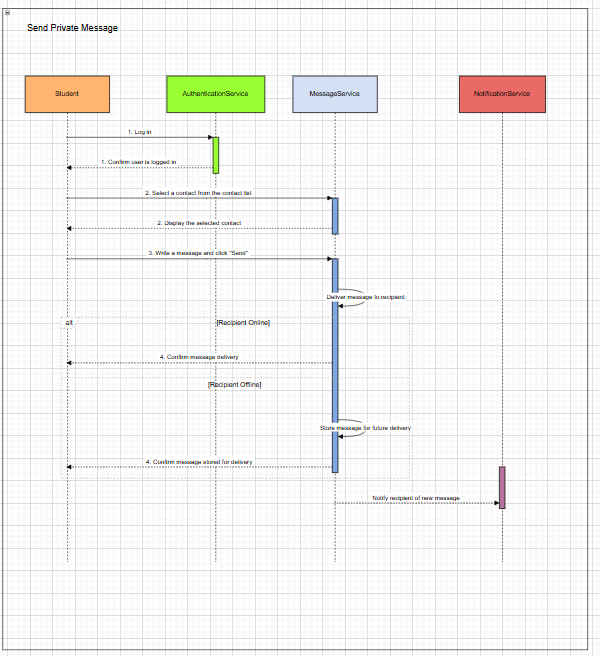 Send Private Message
Student
AuthenticationService
MessageService
NotificationService
1. Log in
1. Confirm user is logged in
2. Select a contact from the contact list
2. Display the selected contact
3. Write a message and click "Send"
Deliver message to recipient
alt
[Recipient Online]
4. Confirm message delivery
[Recipient Offline]
Store message for future delivery
4. Confirm message stored for delivery
Notify recipient of new message